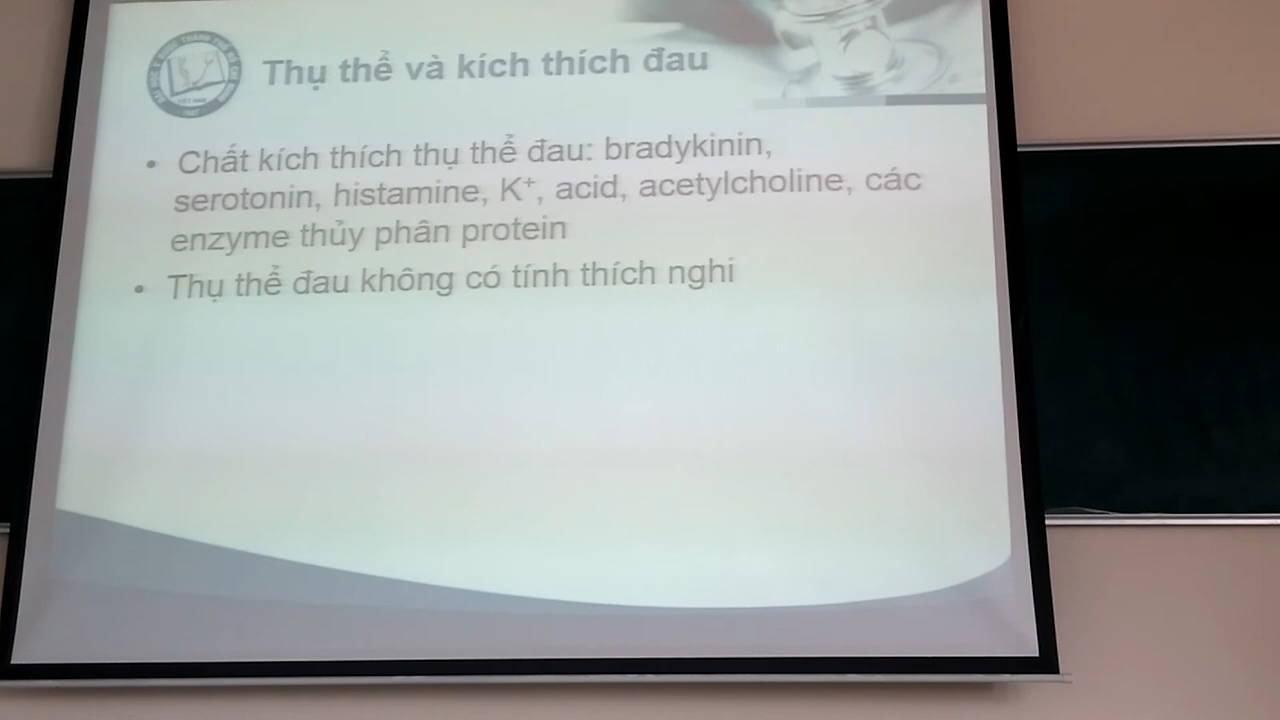 Thụ thể và kích thích đau
• Chất kích thích thụ thể đau: bradykinin,
serotonin, histamine, K⁺, acid, acetylcholine, các
enzyme thủy phân protein
• Thụ thể đau không có tính thích nghi